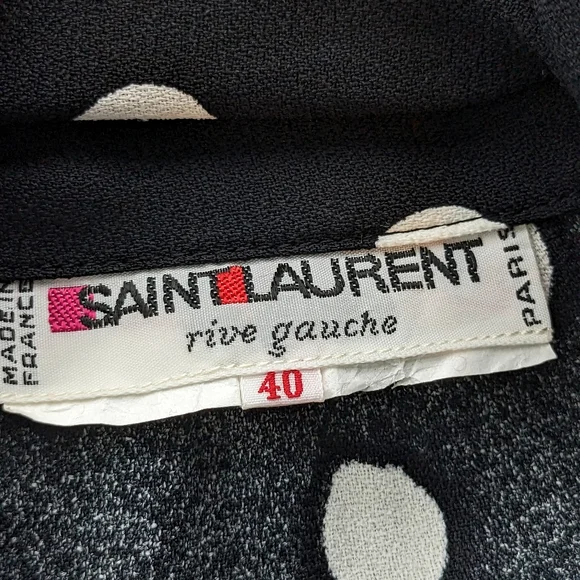 MADE IN
FRANCE
SAINT LAURENT
rive gauche
PARIS
40